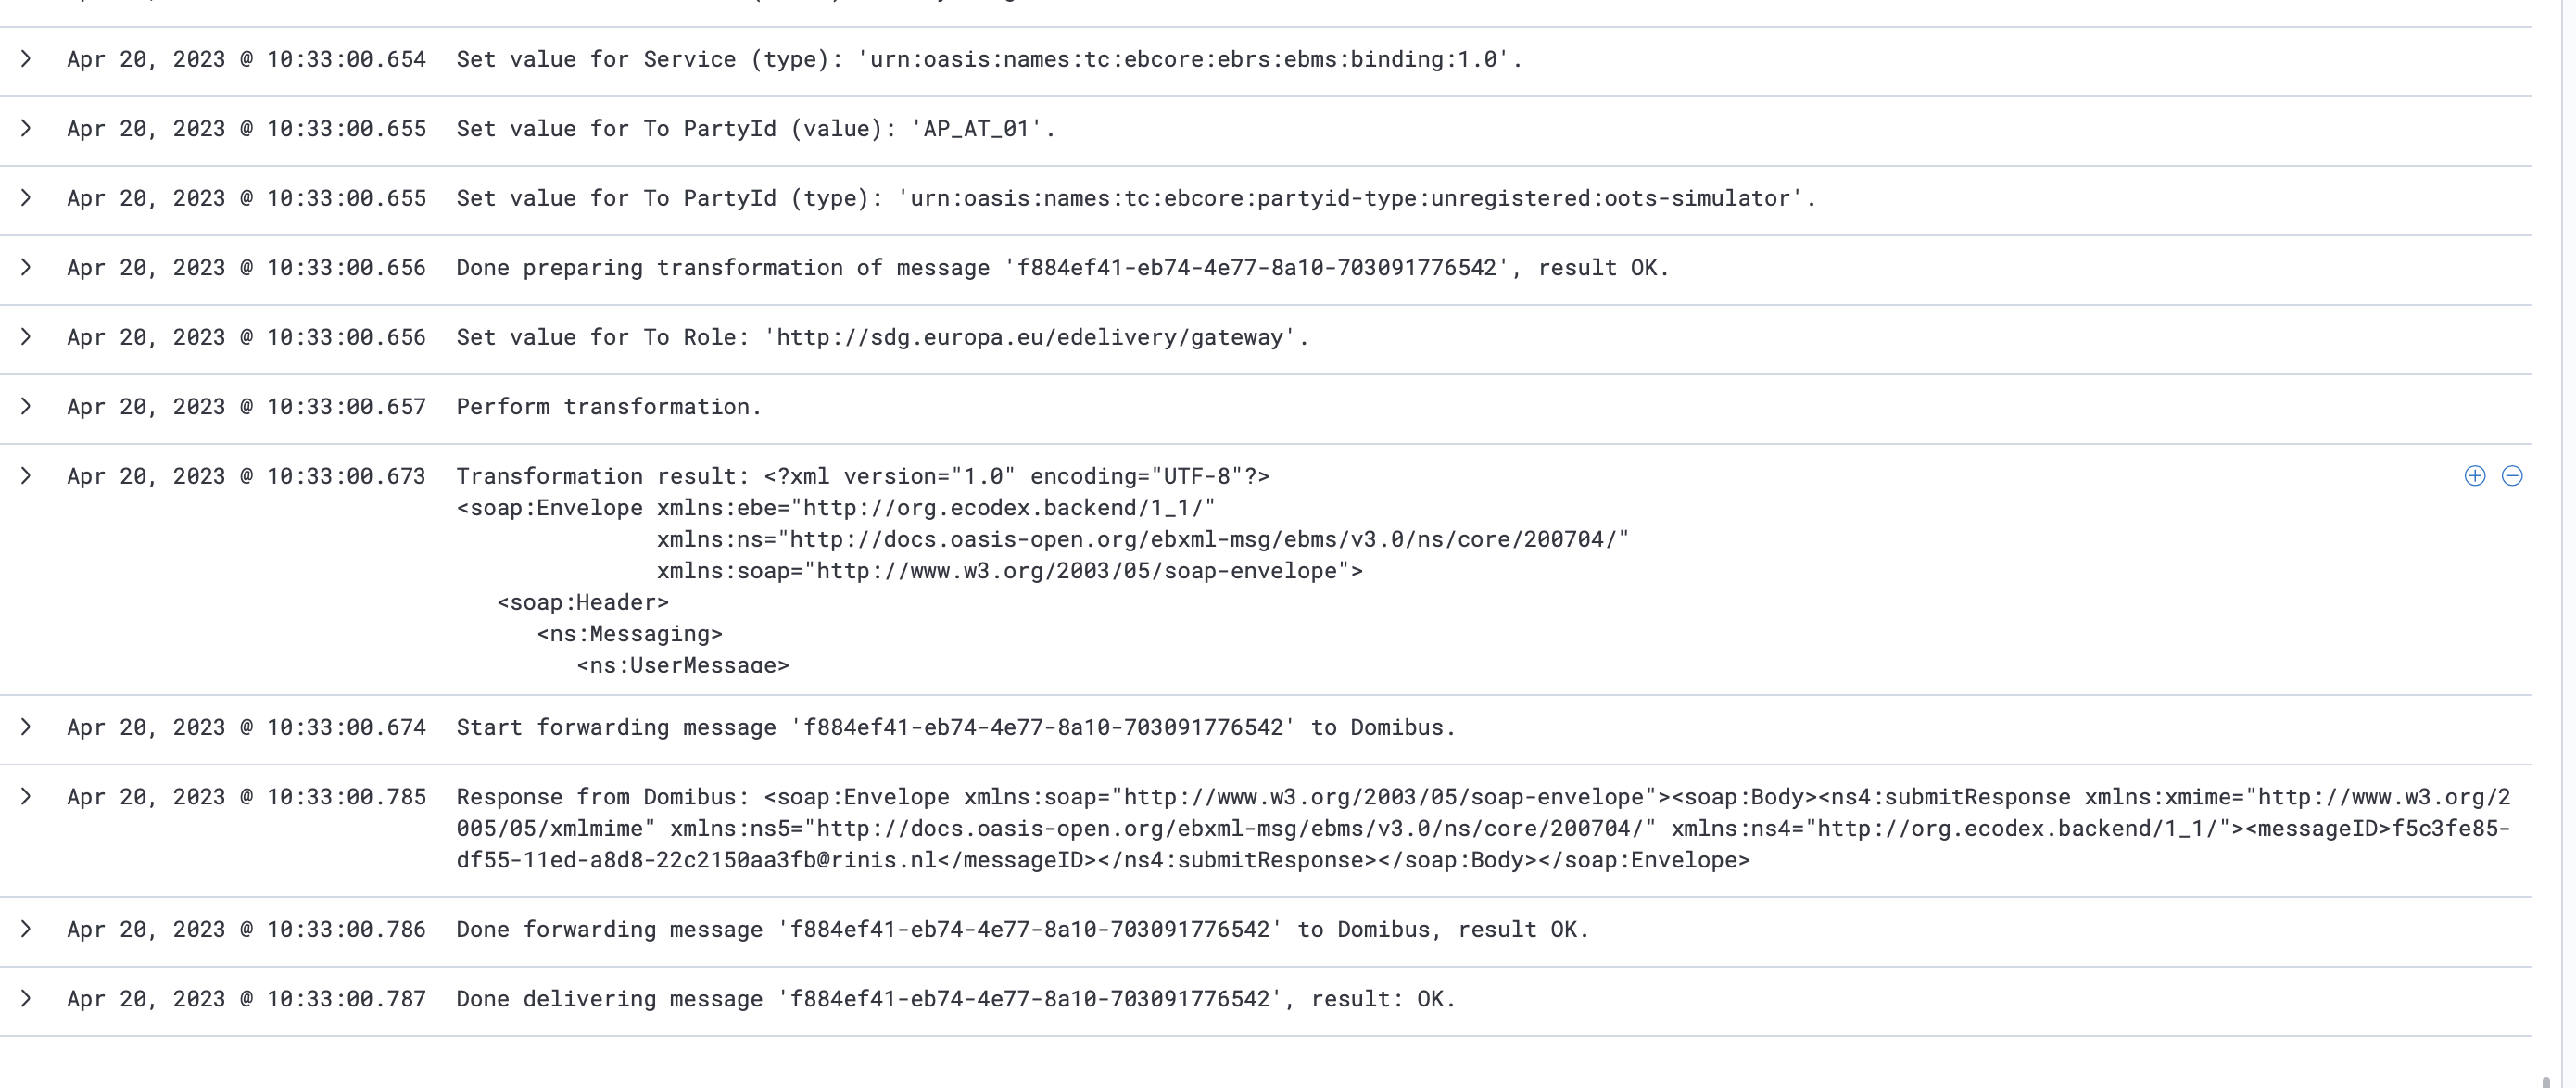 Apr 20, 2023 @ 10:33:00.654 Set value for Service (type): 'urn:oasis:names:tc:ebcore:ebrs:ebms:binding:1.0'.
Apr 20, 2023 @ 10:33:00.655 Set value for To PartyId (value): 'AP_AT_01'.
Apr 20, 2023 @ 10:33:00.655 Set value for To PartyId (type): 'urn:oasis:names:tc:ebcore:partyid-type:unregistered:oots-simulator'.
Apr 20, 2023 @ 10:33:00.656 Done preparing transformation of message 'f884ef41-eb74-4e77-8a10-703091776542', result OK.
Apr 20, 2023 @ 10:33:00.656 Set value for To Role: 'http://sdg.europa.eu/edelivery/gateway'.
Apr 20, 2023 @ 10:33:00.657 Perform transformation.
Apr 20, 2023 @ 10:33:00.673 Transformation result: <?xml version="1.0" encoding="UTF-8"?>
<soap:Envelope xmlns:ebe="http://org.ecodex.backend/1_1/"
xmlns:ns="http://docs.oasis-open.org/ebxml-msg/ebms/v3.0/ns/core/200704/"
xmlns:soap="http://www.w3.org/2003/05/soap-envelope">
<soap:Header>
<ns:Messaging>
<ns:UserMessage>
Apr 20, 2023 @ 10:33:00.674 Start forwarding message 'f884ef41-eb74-4e77-8a10-703091776542' to Domibus.
Apr 20, 2023 @ 10:33:00.785 Response from Domibus: <soap:Envelope xmlns:soap="http://www.w3.org/2003/05/soap-envelope"><soap:Body><ns4:submitResponse xmlns:xmime="http://www.w3.org/2
005/05/xmlmime" xmlns:ns5="http://docs.oasis-open.org/ebxml-msg/ebms/v3.0/ns/core/200704/" xmlns:ns4="http://org.ecodex.backend/1_1/"><messageID>f5c3fe85-
df55-11ed-a8d8-22c2150aa3fb@rinis.nl</messageID></ns4:submitResponse></soap:Body></soap:Envelope>
Apr 20, 2023 @ 10:33:00.786 Done forwarding message 'f884ef41-eb74-4e77-8a10-703091776542' to Domibus, result OK.
Apr 20, 2023 @ 10:33:00.787 Done delivering message 'f884ef41-eb74-4e77-8a10-703091776542', result: OK.